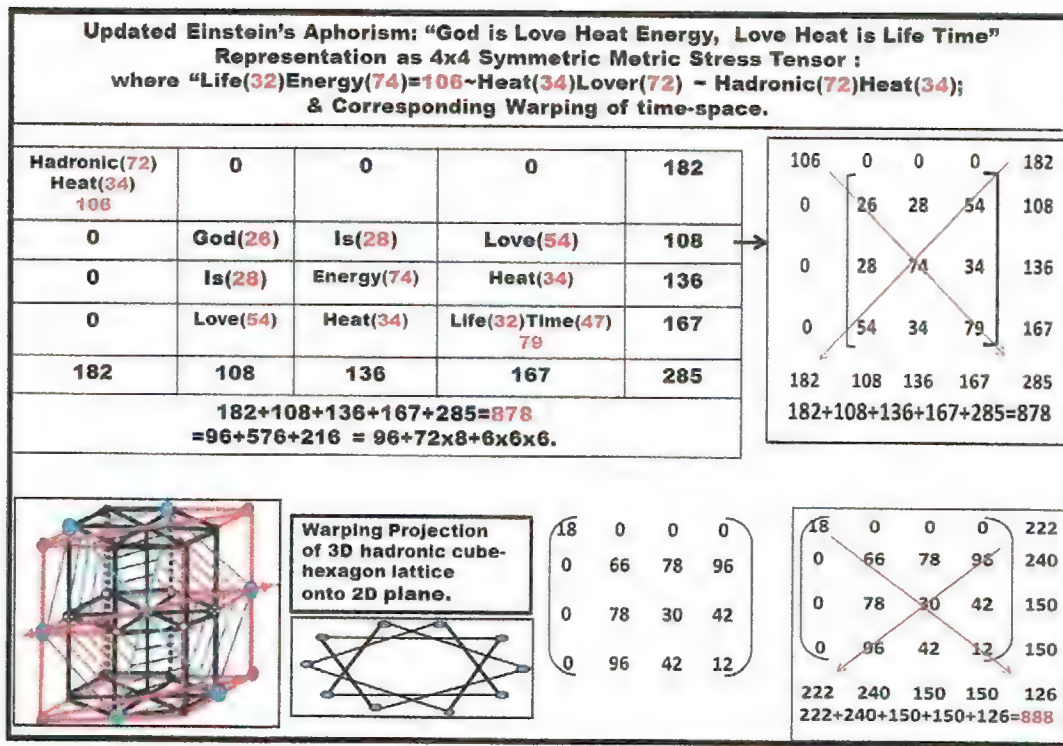 Updated Einstein's Aphorism: "God is Love Heat Energy, Love Heat is Life Time"
Representation as 4x4 Symmetric Metric Stress Tensor :
where "Life(32)Energy(74)=106~Heat(34)Lover(72) ~ Hadronic(72)Heat(34);
& Corresponding Warping of time-space.
Hadronic(72) Heat(34) 106 0 0 0 182
0 God(26) Is(28) Love(54) 108
0 Is(28) Energy(74) Heat(34) 136
0 Love(54) Heat(34) Life(32)Time(47) 79 167
182 108 136 167 285
182+108+136+167+285=878
=96+576+216 = 96+72x8+6x6x6.
106 0 0 0 182
0 26 28 54 108
0 28 74 34 136
0 54 34 79 167
182 108 136 167 285
182+108+136+167+285=878
Warping Projection
of 3D hadronic cube-
hexagon lattice
onto 2D plane.
18 0 0 0
0 66 78 96
0 78 30 42
0 96 42 12
18 0 0 0 222
0 66 78 96 240
0 78 30 42 150
0 96 42 12 150
222 240 150 150 126
222+240+150+150+126=888